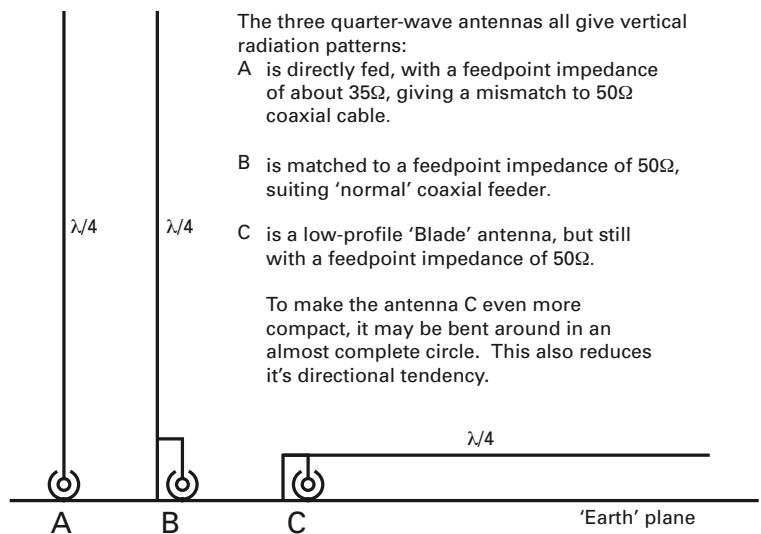 The three quarter-wave antennas all give vertical
radiation patterns:
A is directly fed, with a feedpoint impedance
of about 35Ω, giving a mismatch to 50Ω
coaxial cable.
B is matched to a feedpoint impedance of 50Ω,
suiting ‘normal’ coaxial feeder.
λ/4
λ/4
C is a low-profile ‘Blade’ antenna, but still
with a feedpoint impedance of 50Ω.
To make the antenna C even more
compact, it may be bent around in an
almost complete circle. This also reduces
it’s directional tendency.
λ/4
A
B
C
‘Earth’ plane